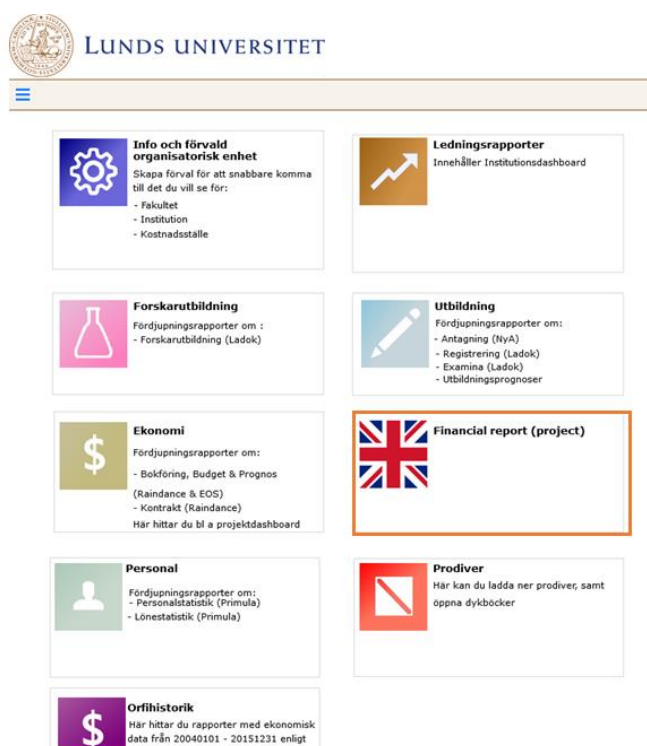 LUNDS UNIVERSITET
Info och förvald
organisatorisk enhet
Skapa förval för att snabbare komma
till det du vill se för:
- Fakultet
- Institution
- Kostnadsställe
Ledningsrapporter
Innehåller Institutionsdashboard
Forskarutbildning
Fördjupningsrapporter om :
- Forskarutbildning (Ladok)
Utbildning
Fördjupningsrapporter om:
- Antagning (NyA)
- Registrering (Ladok)
- Examina (Ladok)
- Utbildningsprognoser
$
Ekonomi
Fördjupningsrapporter om:
- Bokföring, Budget & Prognos
(Raindance & EOS)
- Kontrakt (Raindance)
Här hittar du bl a projektdashboard
Financial report (project)
Personal
Fördjupningsrapporter om:
- Personalstatistik (Primula)
- Lönestatistik (Primula)
Prodiver
Här kan du ladda ner prodiver, samt
öppna dykböcker
$
Orfihistorik
Här hittar du rapporter med ekonomisk
data från 20040101 - 20151231 enligt